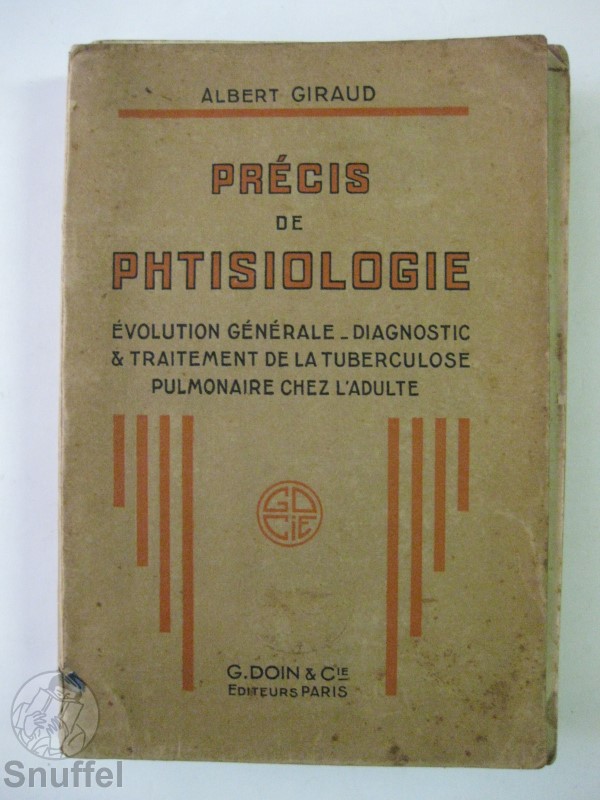 ALBERT GIRAUD
PRÉCIS
DE
PHTISIOLOGIE
ÉVOLUTION GÉNÉRALE _ DIAGNOSTIC
& TRAITEMENT DE LA TUBERCULOSE
PULMONAIRE CHEZ L'ADULTE
GD
CIE
G. DOIN & CIE
EDITEURS PARIS
Snuffel